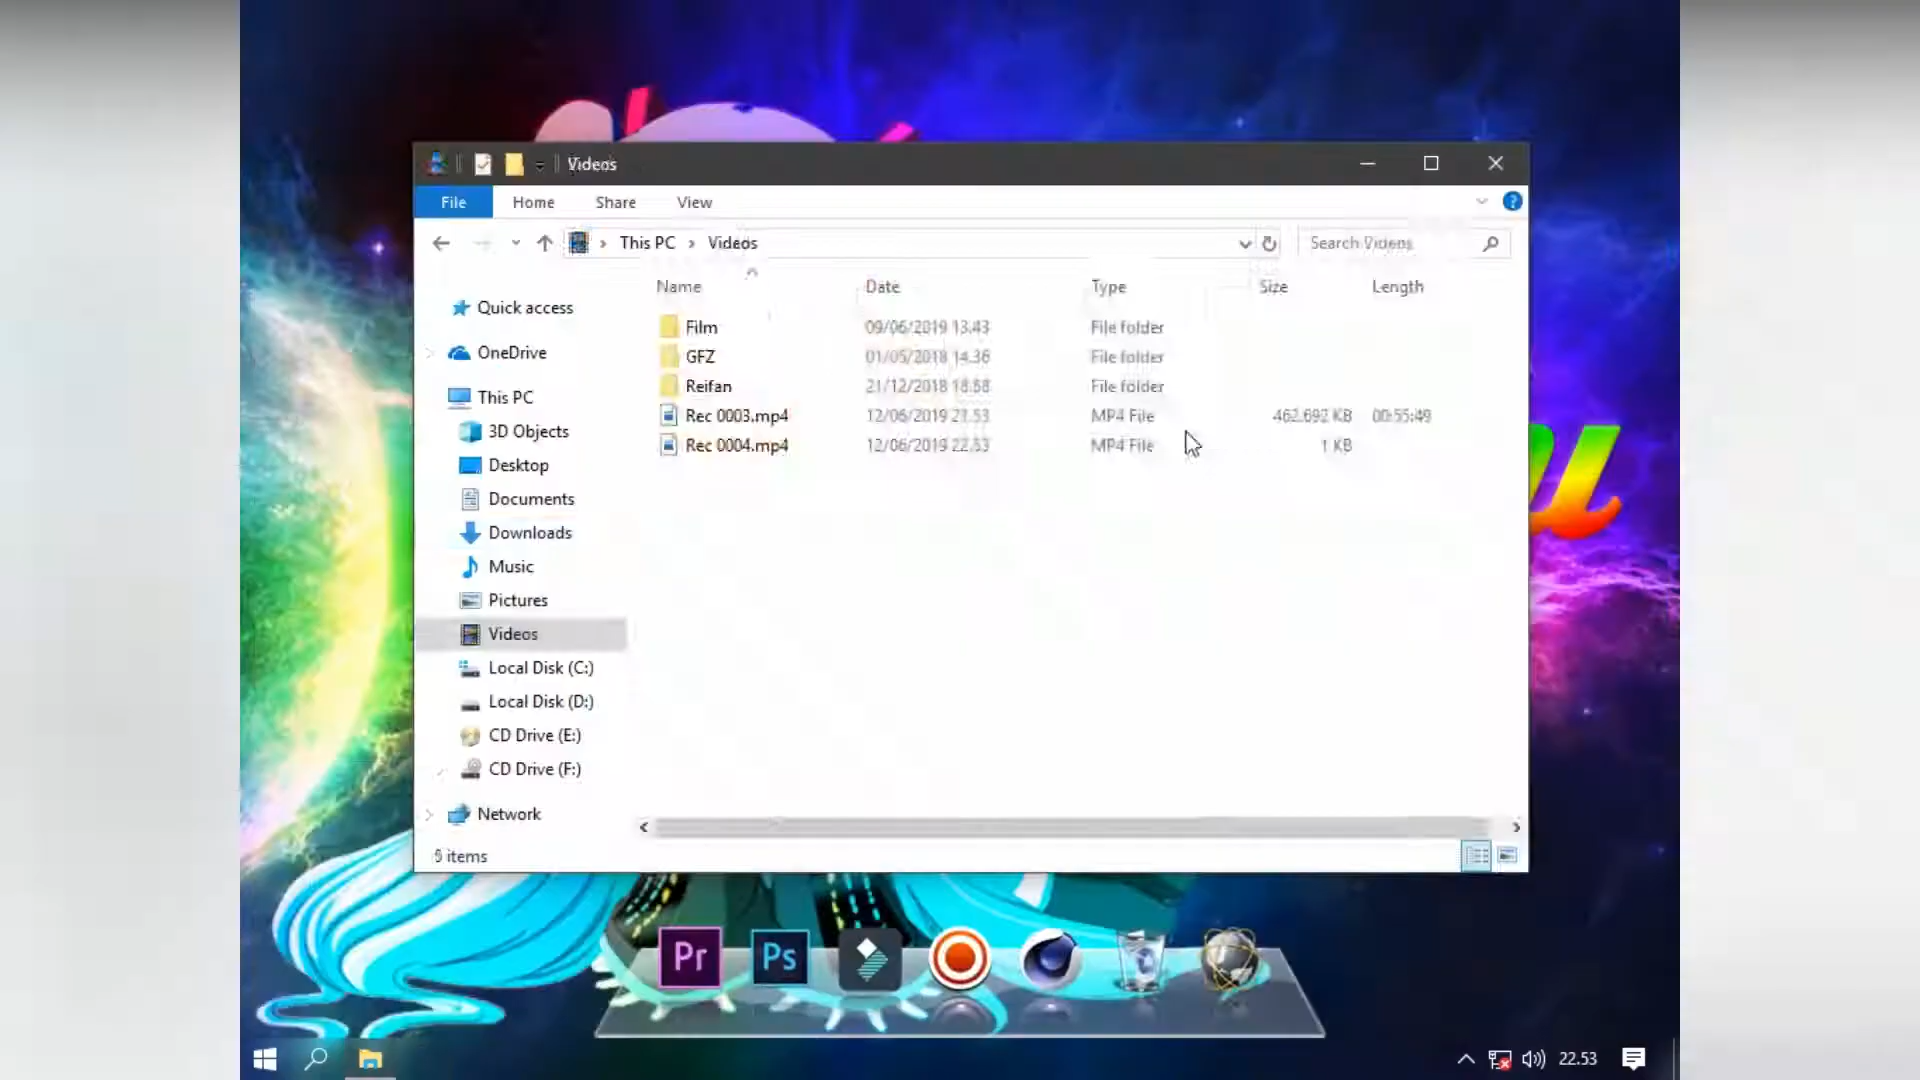 Videos
File Home Share View
This PC Videos Search Videos
Name Date Type Size Length
Quick access
OneDrive
This PC
3D Objects
Desktop
Documents
Downloads
Music
Pictures
Videos
Local Disk (C:)
Local Disk (D:)
CD Drive (E:)
CD Drive (F:)
Network
Film 09/06/2019 13.43 File folder
GFZ 01/05/2018 14.36 File folder
Reifan 21/12/2018 18.58 File folder
Rec 0003.mp4 12/06/2019 21.53 MP4 File 462.692 KB 00:55:49
Rec 0004.mp4 12/06/2019 22.53 MP4 File 1 KB
5 items
u
Pr Ps
22.53